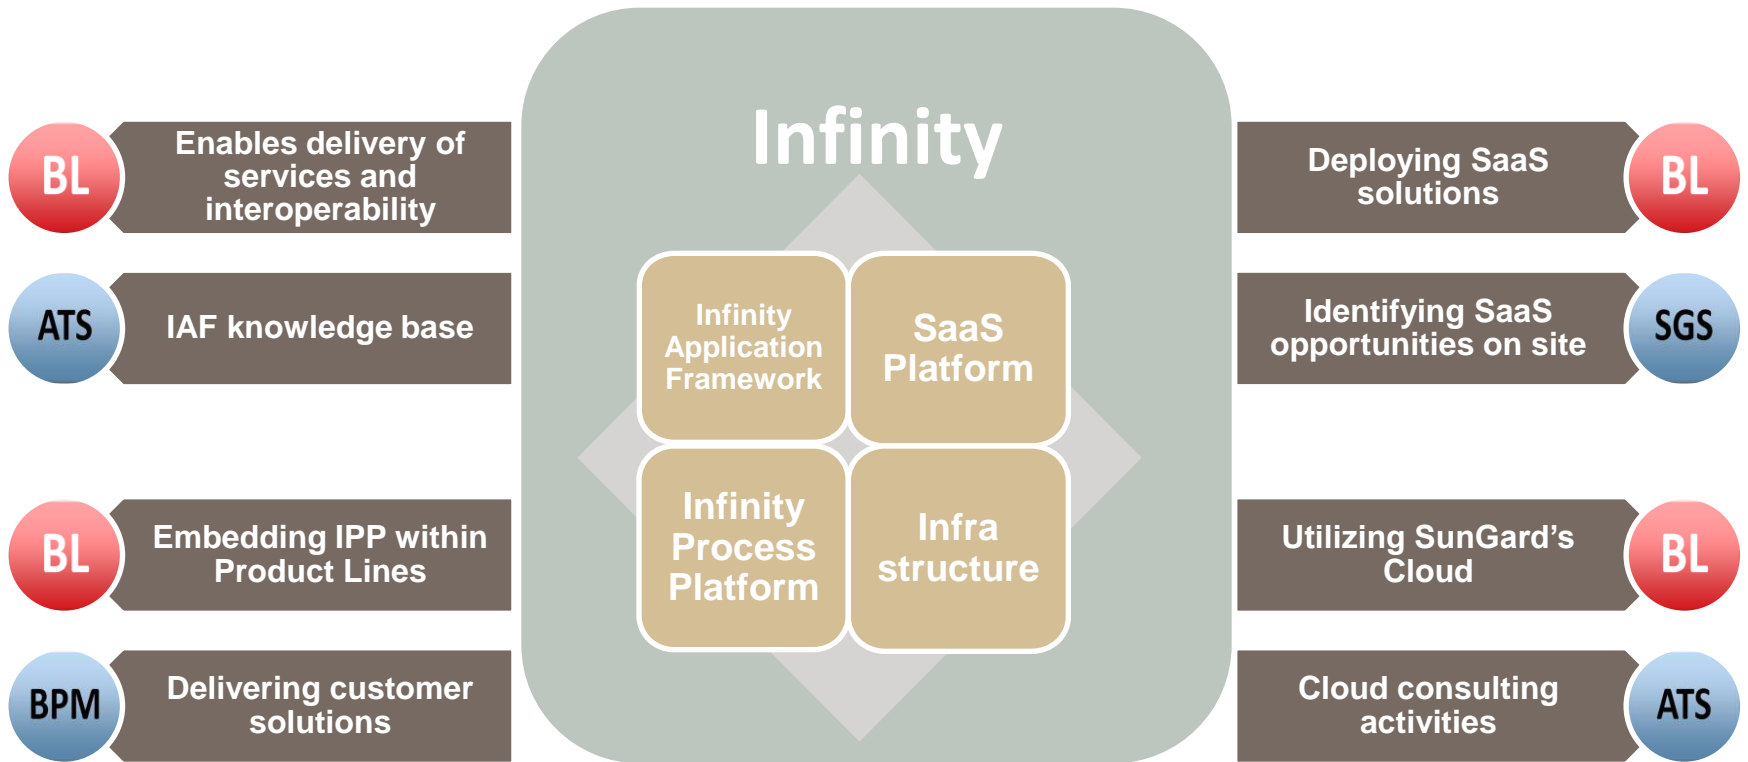 Infinity
BL
Enables delivery of
services and
interoperability
ATS
IAF knowledge base
BL
Embedding IPP within
Product Lines
BPM
Delivering customer
solutions
Infinity
Application
Framework
SaaS
Platform
Infinity
Process
Platform
Infra
structure
Deploying SaaS
solutions
BL
Identifying SaaS
opportunities on site
SGS
Utilizing SunGard’s
Cloud
BL
Cloud consulting
activities
ATS